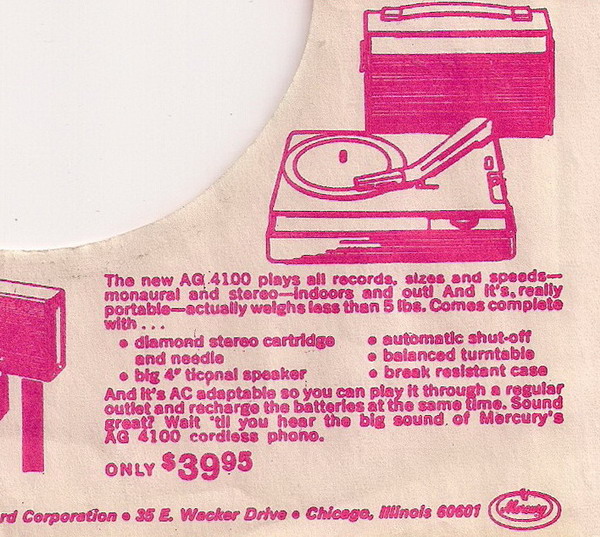 The new AG 4100 plays all records, sizes and speeds—
monaural and stereo—indoors and out! And it's really
portable—actually weighs less than 5 lbs. Comes complete
with . . .
• diamond stereo cartridge
and needle
• big 4" ticonal speaker
• automatic shut-off
• balanced turntable
• break resistant case
And it's AC adaptable so you can play it through a regular
outlet and recharge the batteries at the same time. Sound
great? Wait 'til you hear the big sound of Mercury's
AG 4100 cordless phono.
ONLY $39.95
rd Corporation • 35 E. Wacker Drive • Chicago, Illinois 60601 Mercury